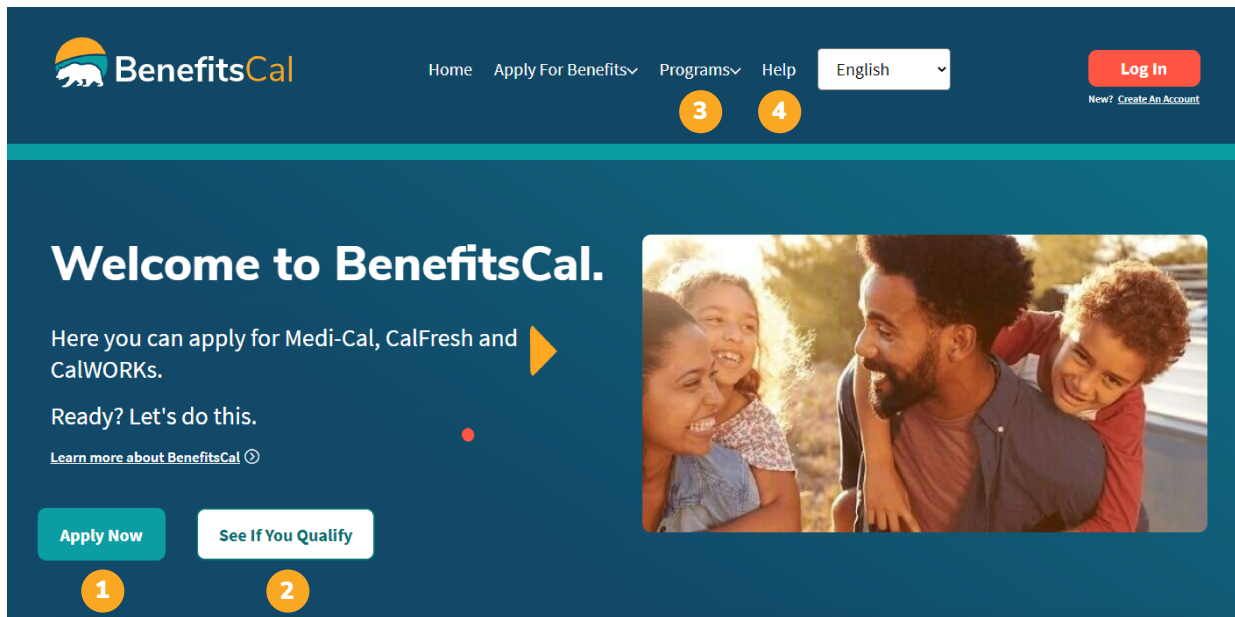 BenefitsCal
Home Apply For Benefits Programs Help English Log In
New? Create An Account
3 4
Welcome to BenefitsCal.
Here you can apply for Medi-Cal, CalFresh and
CalWORKs.
Ready? Let's do this.
Learn more about BenefitsCal
Apply Now See If You Qualify
1 2